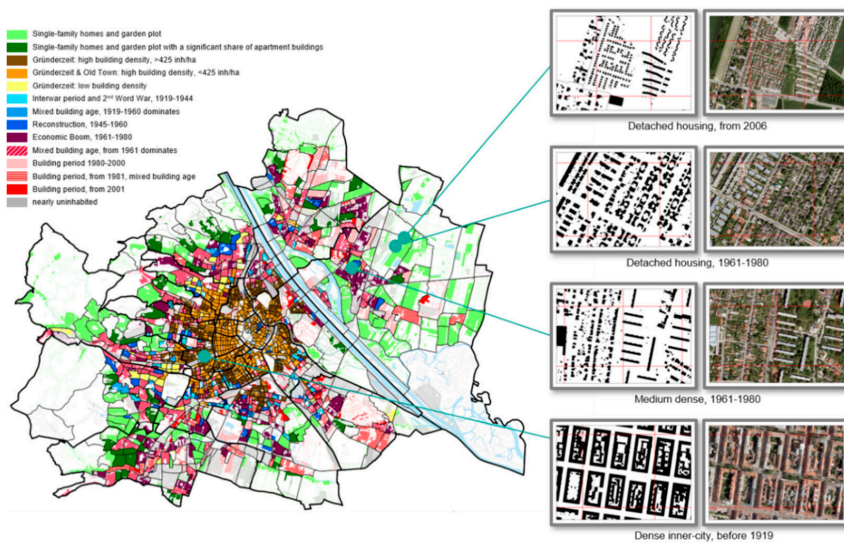 Single-family homes and garden plot
Single-family homes and garden plot with a significant share of apartment buildings
Gründerzeit: high building density, >425 inh/ha
Gründerzeit & Old Town: high building density, <425 inh/ha
Gründerzeit: low building density
Interwar period and 2nd Word War, 1919-1944
Mixed building age, 1919-1960 dominates
Reconstruction, 1945-1960
Economic Boom, 1961-1980
Mixed building age, from 1961 dominates
Building period 1980-2000
Building period, from 1981, mixed building age
Building period, from 2001
nearly uninhabited
Detached housing, from 2006
Detached housing, 1961-1980
Medium dense, 1961-1980
Dense inner-city, before 1919